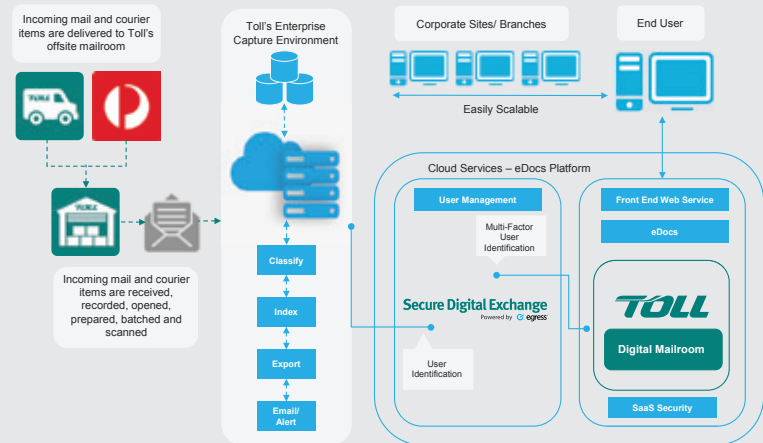 Incoming mail and courier
items are delivered to Toll's
offsite mailroom
TOLL
TOLL
Incoming mail and courier
items are received,
recorded, opened,
prepared, batched and
scanned
Toll's Enterprise
Capture Environment
Classify
Index
Export
Email/
Alert
Corporate Sites/ Branches
End User
Easily Scalable
Cloud Services – eDocs Platform
User Management
Multi-Factor
User
Identification
Secure Digital Exchange
Powered by egress
User
Identification
Front End Web Service
eDocs
TOLL
Digital Mailroom
SaaS Security